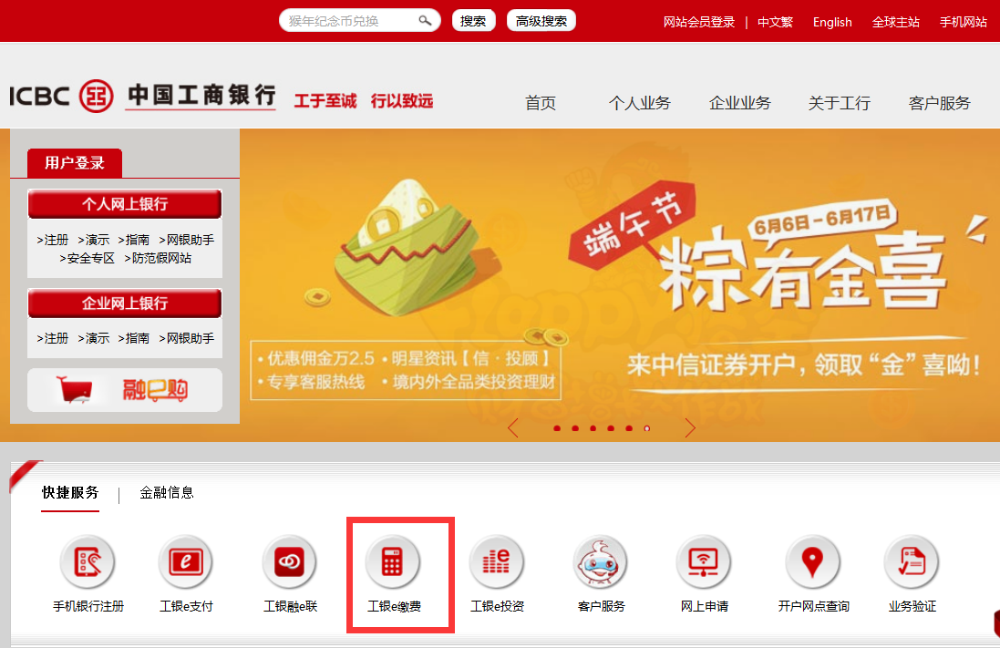 猴年纪念币兑换 搜索 高级搜索 网站会员登录 | 中文繁 English 全球主站 手机网站
ICBC 中国工商银行 工于至诚 行以致远 首页 个人业务 企业业务 关于工行 客户服务
用户登录
个人网上银行
>注册 >演示 >指南 >网银助手
>安全专区 >防范假网站
企业网上银行
>注册 >演示 >指南 >网银助手
融e购
端午节
6月6日-6月17日
粽有金喜
·优惠佣金万2.5 ·明星资讯【信·投顾】
·专享客服热线 ·境内外全品类投资理财
来中信证券开户，领取“金”喜呦！
快捷服务 | 金融信息
手机银行注册 工银e支付 工银融e联 工银e缴费 工银e投资 客户服务 网上申请 开户网点查询 业务验证